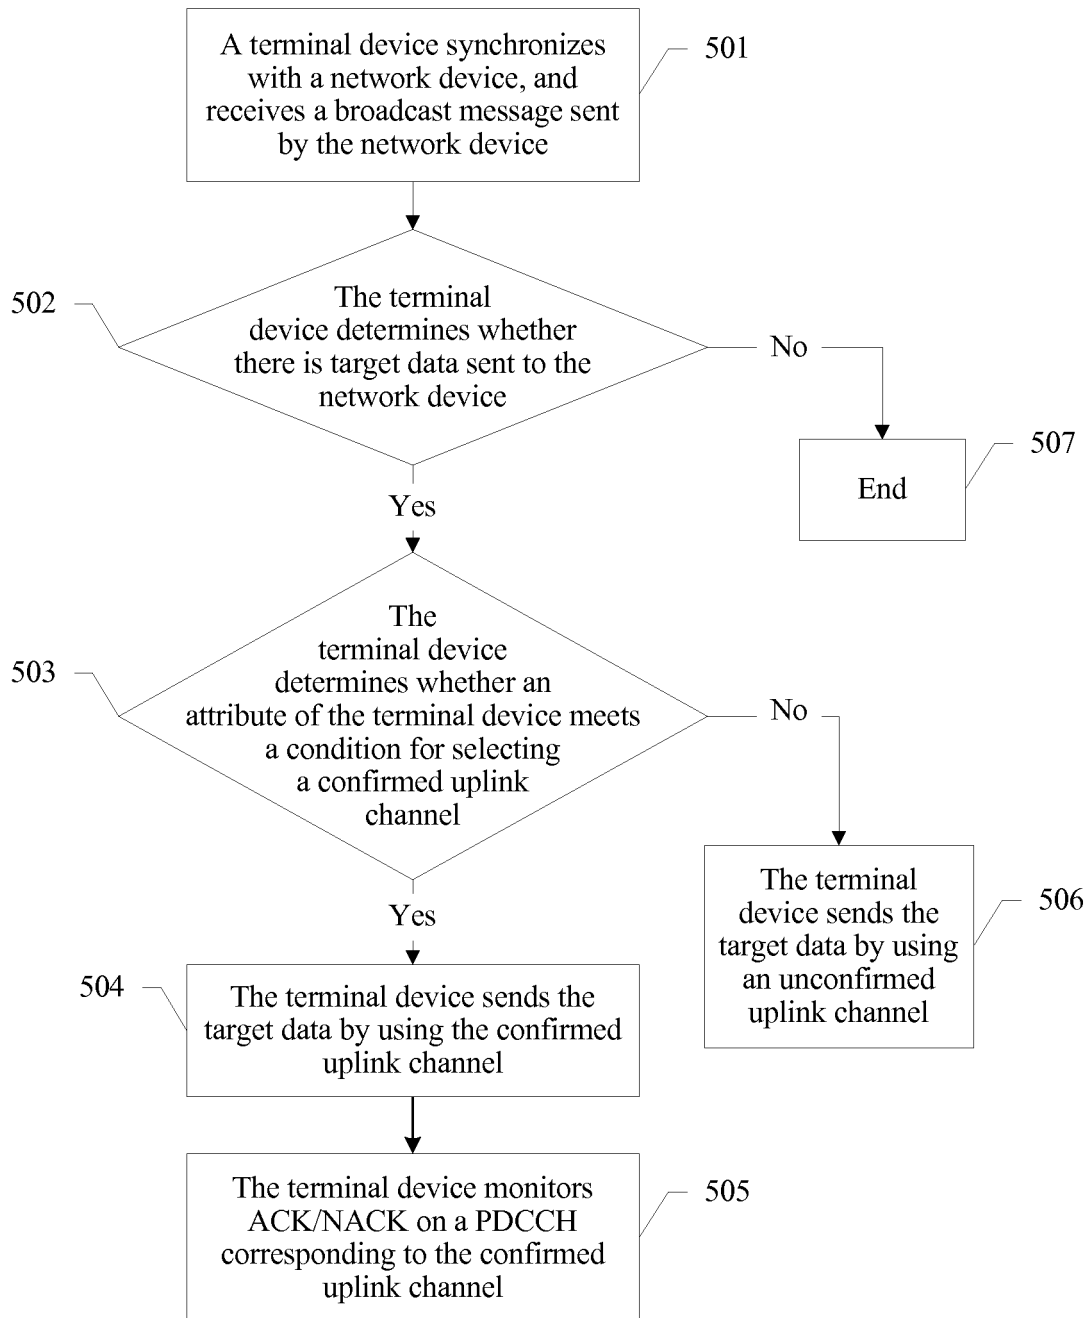 A terminal device synchronizes
with a network device, and
receives a broadcast message sent
by the network device
501
502
The terminal
device determines whether
there is target data sent to the
network device
No
507
End
Yes
503
The
terminal device
determines whether an
attribute of the terminal device meets
a condition for selecting
a confirmed uplink
channel
No
Yes
506
The terminal
device sends the
target data by using
an unconfirmed
uplink channel
504
The terminal device sends the
target data by using the confirmed
uplink channel
505
The terminal device monitors
ACK/NACK on a PDCCH
corresponding to the confirmed
uplink channel